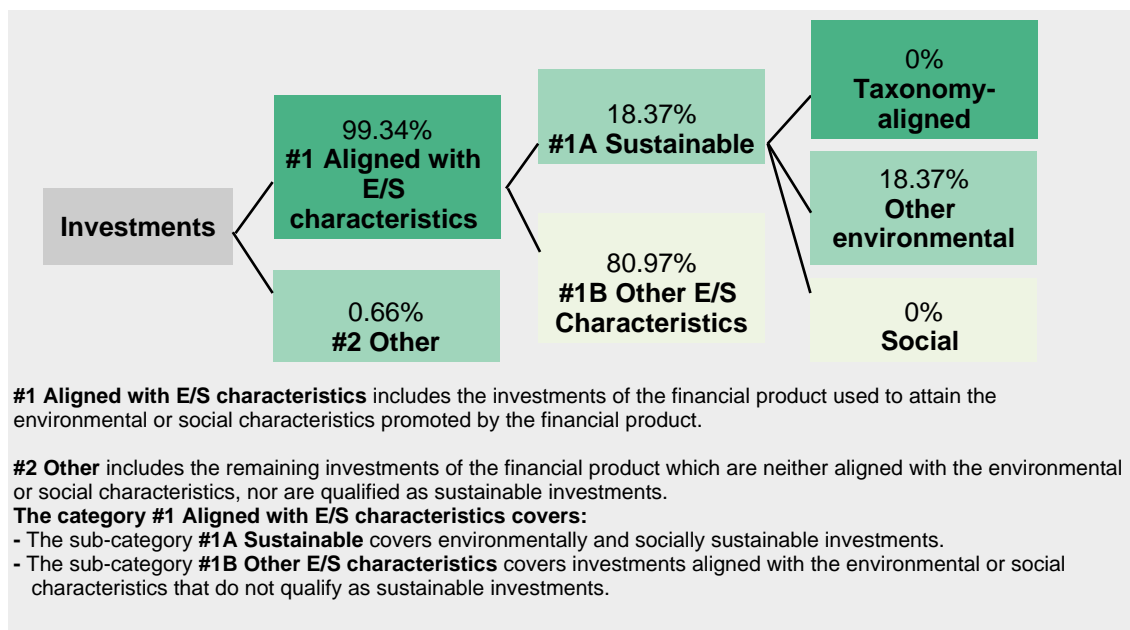 Investments
99.34%
#1 Aligned with
E/S
characteristics
0.66%
#2 Other
18.37%
#1A Sustainable
80.97%
#1B Other E/S
Characteristics
0%
Taxonomy-
aligned
18.37%
Other
environmental
0%
Social
#1 Aligned with E/S characteristics includes the investments of the financial product used to attain the
environmental or social characteristics promoted by the financial product.
#2 Other includes the remaining investments of the financial product which are neither aligned with the environmental
or social characteristics, nor are qualified as sustainable investments.
The category #1 Aligned with E/S characteristics covers:
- The sub-category #1A Sustainable covers environmentally and socially sustainable investments.
- The sub-category #1B Other E/S characteristics covers investments aligned with the environmental or social
characteristics that do not qualify as sustainable investments.